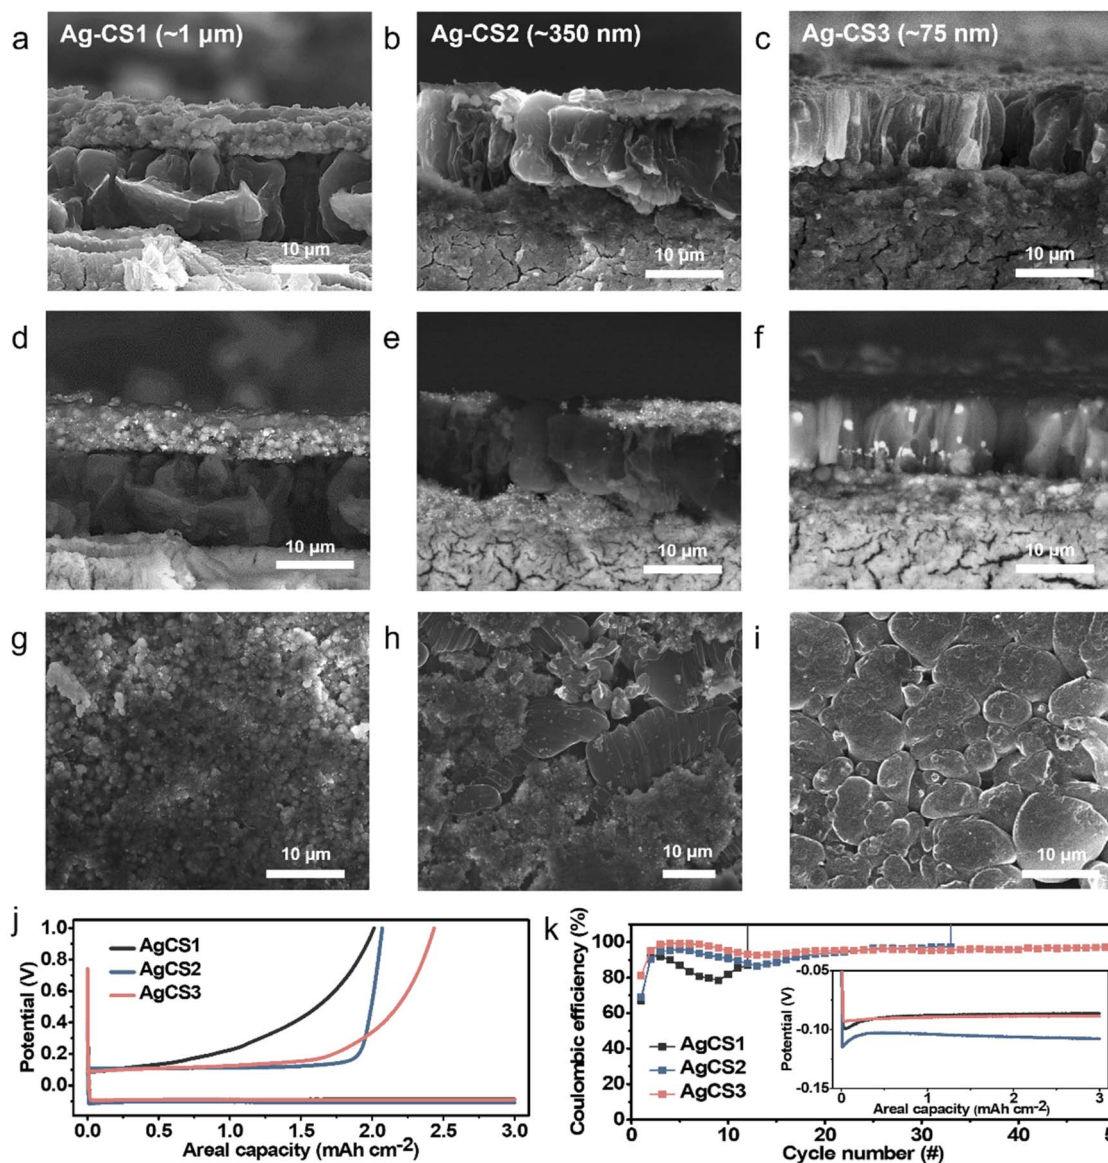 a
Ag-CS1 (~1 μm)
10 μm
b
Ag-CS2 (~350 nm)
10 μm
c
Ag-CS3 (~75 nm)
10 μm
d
10 μm
e
10 μm
f
10 μm
g
10 μm
h
10 μm
i
10 μm
j
Potential (V)
1.0
0.8
0.6
0.4
0.2
0.0
AgCS1
AgCS2
AgCS3
0.0 0.5 1.0 1.5 2.0 2.5 3.0
Areal capacity (mAh cm⁻²)
k
Coulombic efficiency (%)
100
80
60
40
20
0
AgCS1
AgCS2
AgCS3
Potential (V)
-0.05
-0.10
-0.15
0 1 2 3
Areal capacity (mAh cm⁻²)
0 10 20 30 40
Cycle number (#)